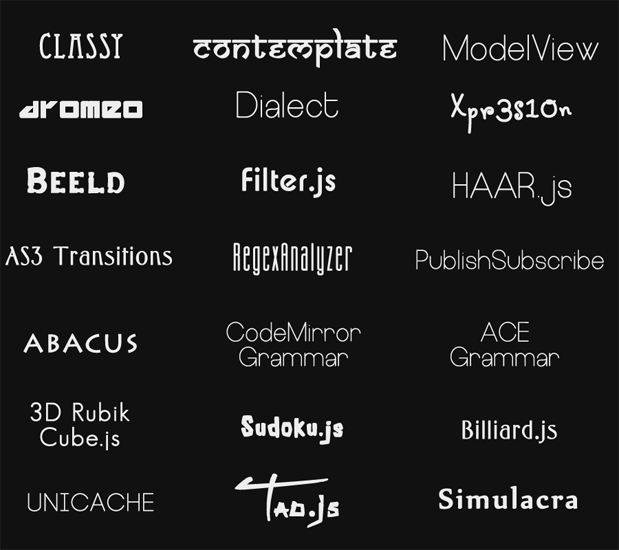 CLASSY
contemplate
ModelView
dromeo
Dialect
Xpr3s10n
BEELD
Filter.js
HAAR.js
AS3 Transitions
RegexAnalyzer
PublishSubscribe
ABACUS
CodeMirror
Grammar
ACE
Grammar
3D Rubik
Cube.js
Sudoku.js
Billiard.js
UNICACHE
TAO.js
Simulacra